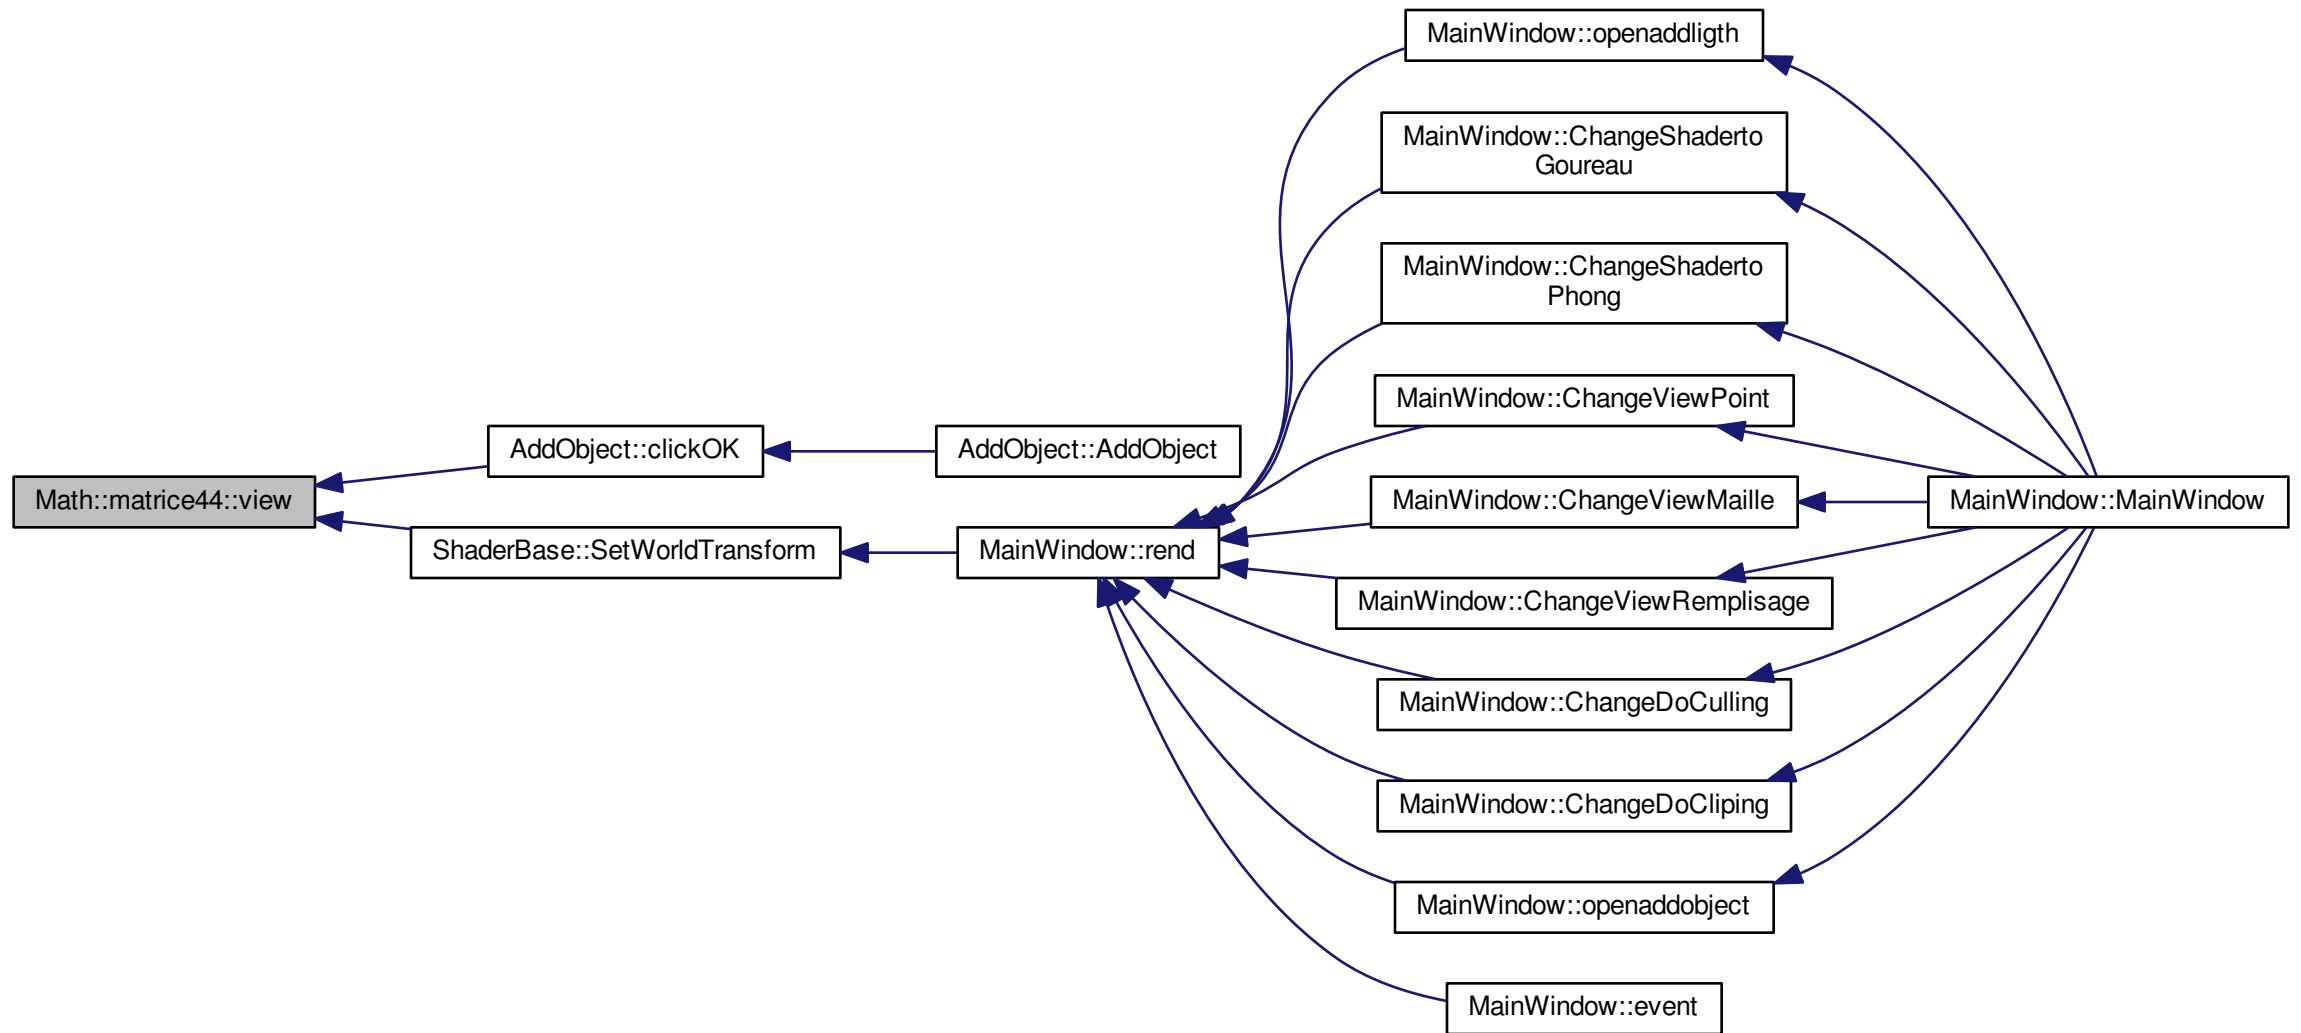 MainWindow::openaddligth
MainWindow::ChangeShaderto
Goureau
MainWindow::ChangeShaderto
Phong
MainWindow::ChangeViewPoint
AddObject::clickOK
AddObject::AddObject
Math::matrice44::view
MainWindow::ChangeViewMaille
MainWindow::MainWindow
ShaderBase::SetWorldTransform
MainWindow::rend
MainWindow::ChangeViewRemplisage
MainWindow::ChangeDoCulling
MainWindow::ChangeDoCliping
MainWindow::openaddobject
MainWindow::event